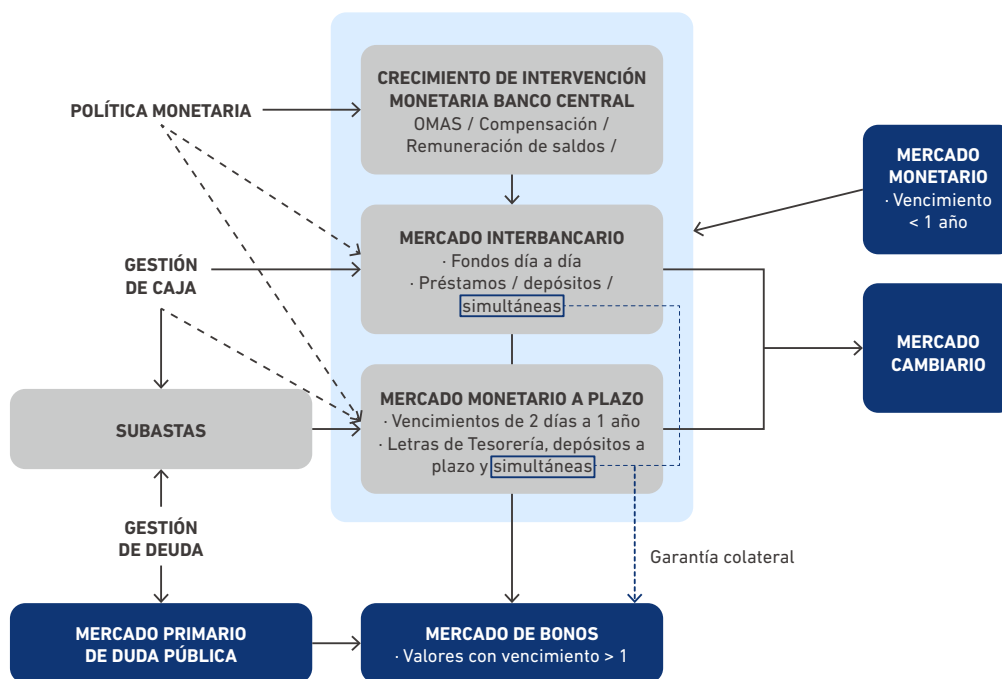 CRECIMIENTO DE INTERVENCIÓN
MONETARIA BANCO CENTRAL
OMAS / Compensación /
Remuneración de saldos /
POLÍTICA MONETARIA
MERCADO
MONETARIO
· Vencimiento
< 1 año
MERCADO INTERBANCARIO
· Fondos día a día
· Préstamos / depósitos /
simultáneas
GESTIÓN
DE CAJA
MERCADO
CAMBIARIO
MERCADO MONETARIO A PLAZO
· Vencimientos de 2 días a 1 año
· Letras de Tesorería, depósitos a
plazo y simultáneas
SUBASTAS
GESTIÓN
DE DEUDA
Garantía colateral
MERCADO PRIMARIO
DE DUDA PÚBLICA
MERCADO DE BONOS
· Valores con vencimiento > 1